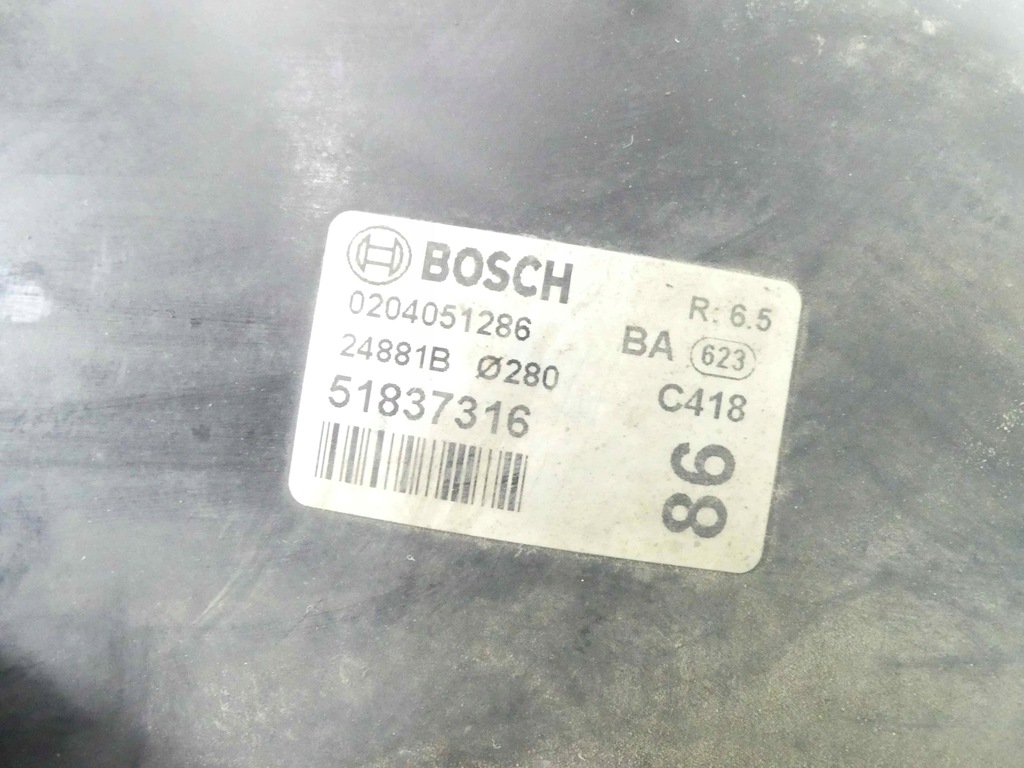 BOSCH
0204051286
24881B Ø280
51837316
R: 6.5
BA 623
C418
86